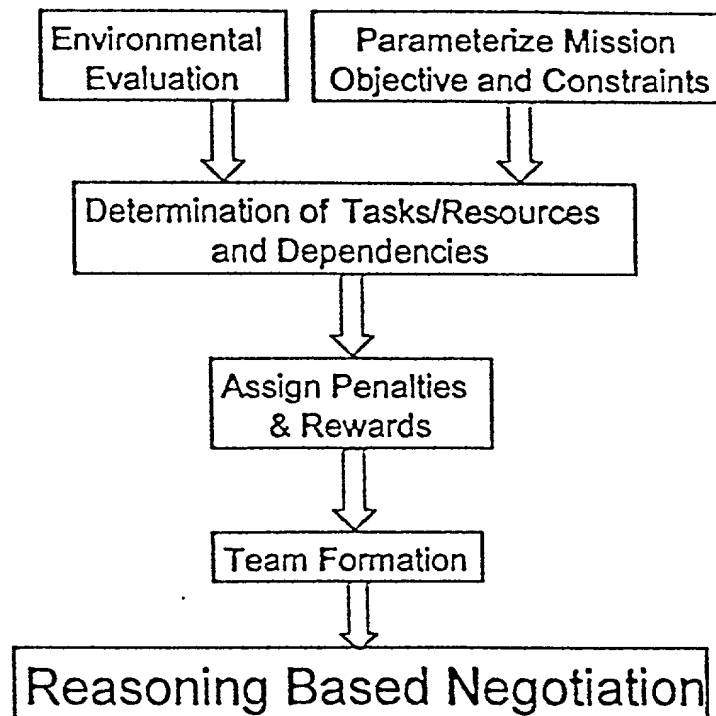 Environmental
Evaluation
Parameterize Mission
Objective and Constraints
Determination of Tasks/Resources
and Dependencies
Assign Penalties
& Rewards
Team Formation
Reasoning Based Negotiation